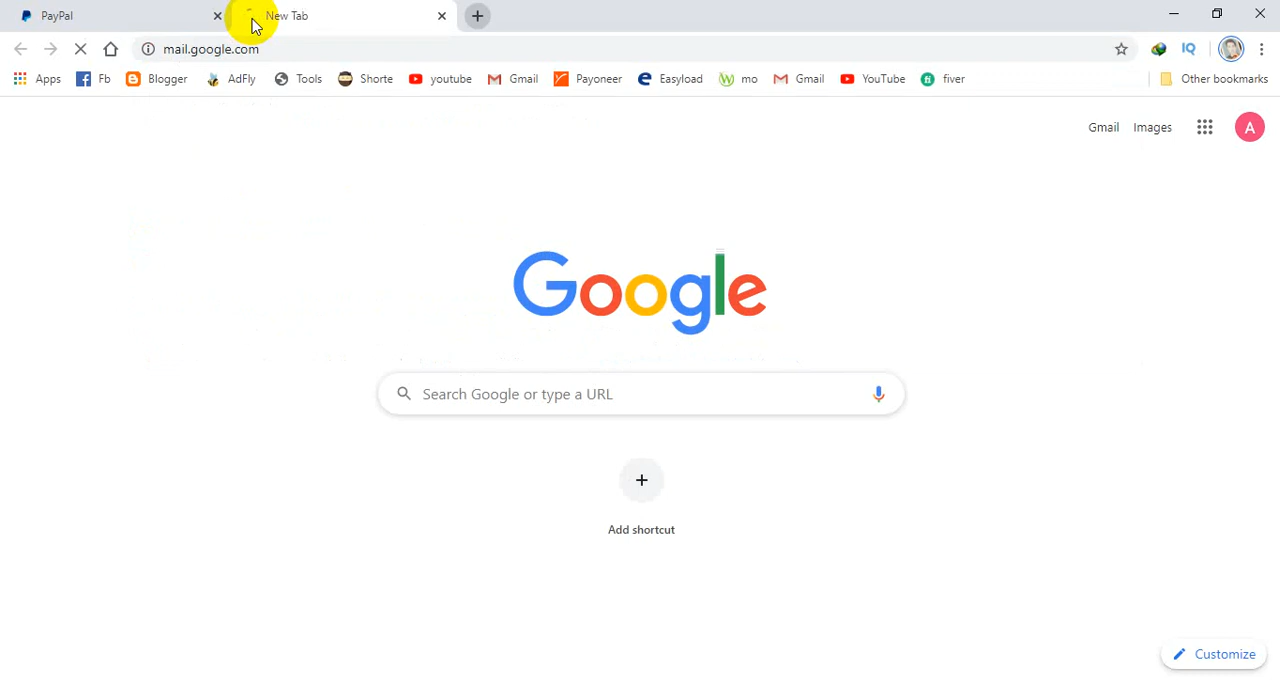 PayPal
New Tab
mail.google.com
IQ
Apps Fb Blogger AdFly Tools Shorte youtube Gmail Payoneer Easyload mo Gmail YouTube fiver Other bookmarks
Gmail Images A
Google
Search Google or type a URL
Add shortcut
Customize